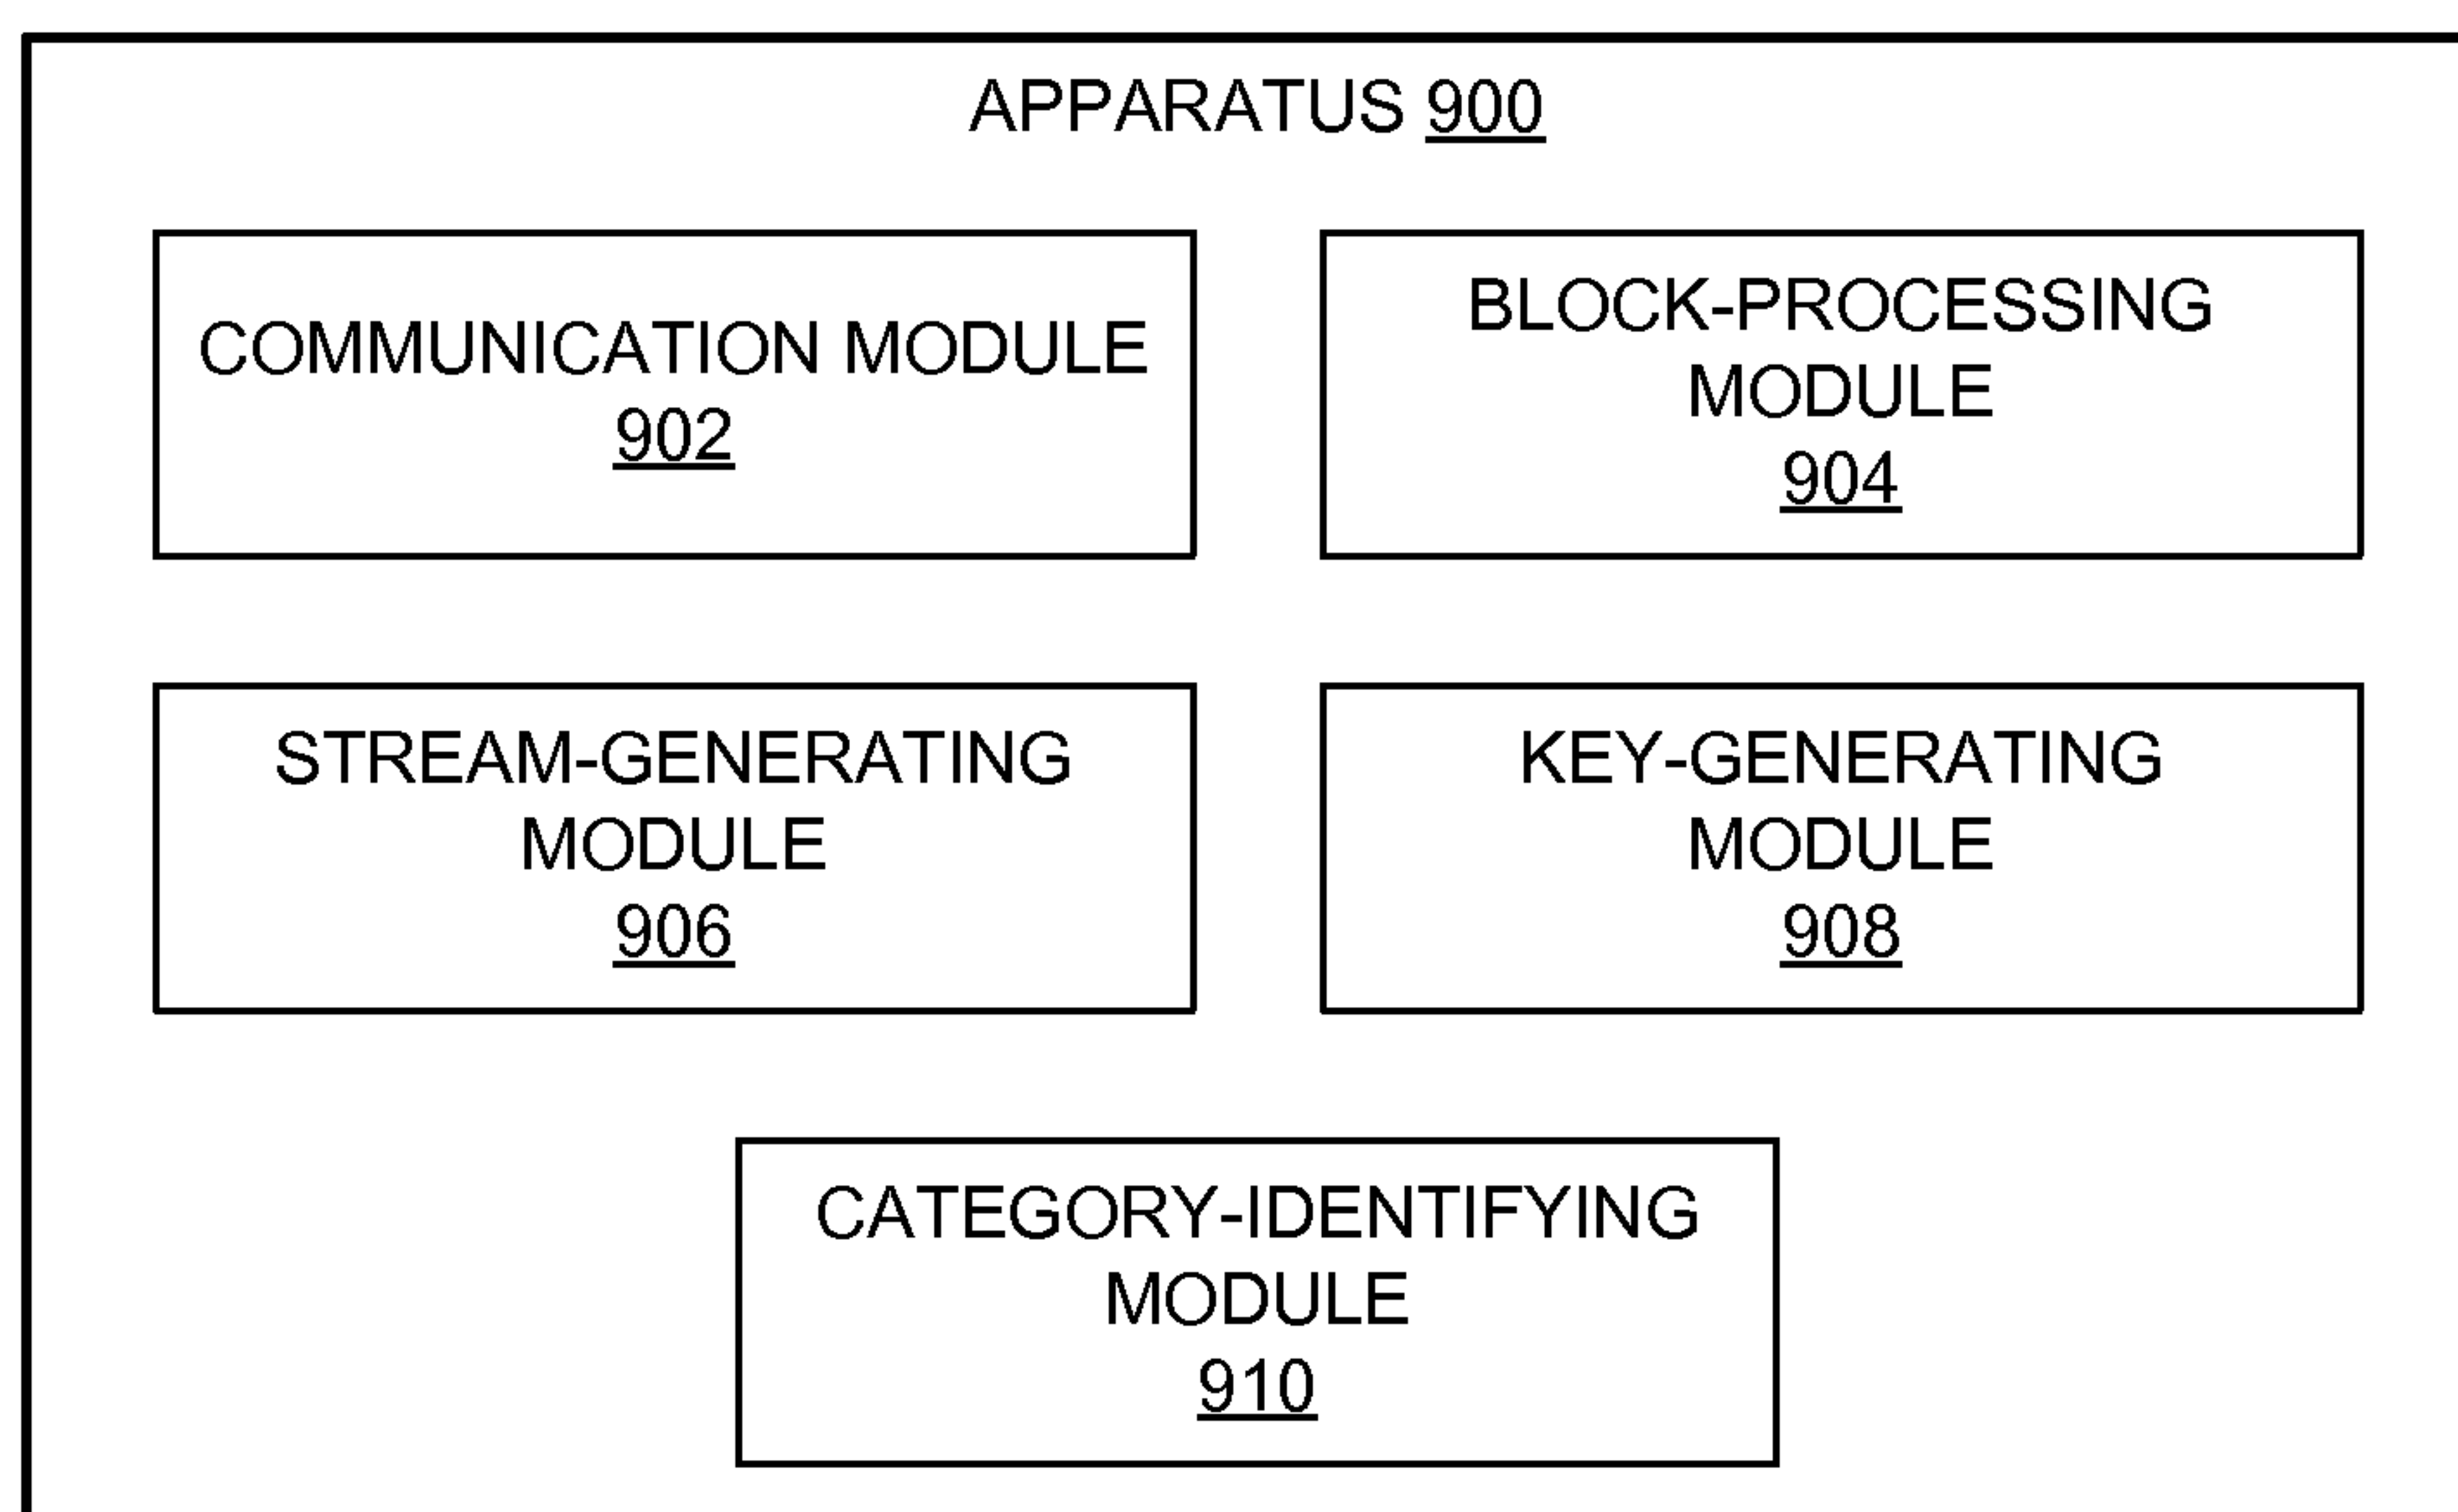 APPARATUS 900
COMMUNICATION MODULE
902
BLOCK-PROCESSING
MODULE
904
STREAM-GENERATING
MODULE
906
KEY-GENERATING
MODULE
908
CATEGORY-IDENTIFYING
MODULE
910